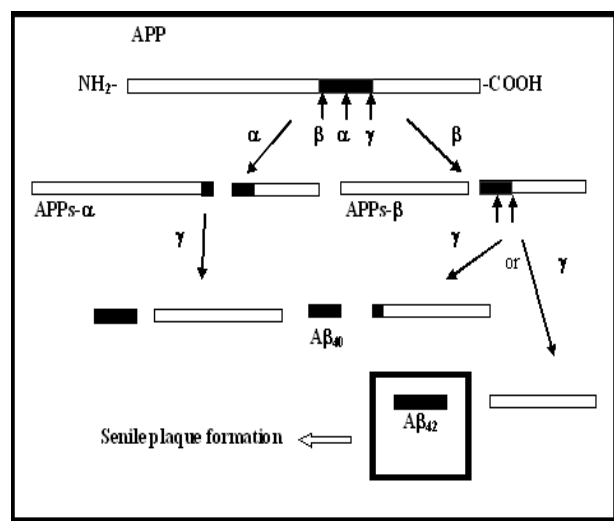 APP
NH₂- -COOH
α β α γ β
APPs-α APPs-β
γ γ or γ
Aβ₄₀
Aβ₄₂
Senile plaque formation